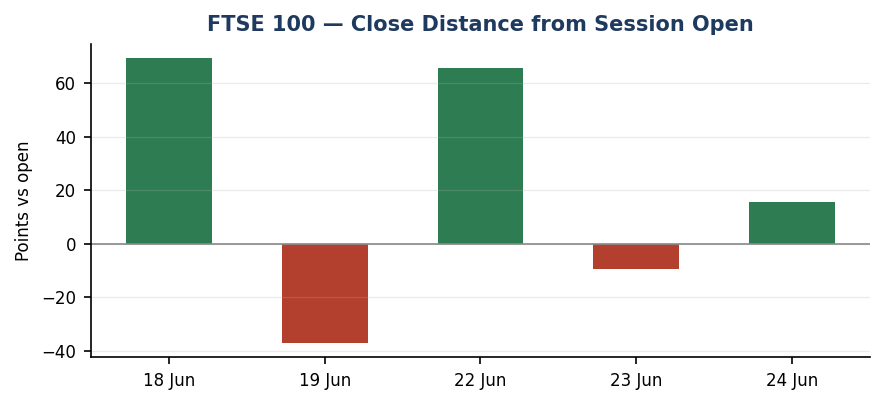 FTSE 100 — Close Distance from Session Open
Points vs open
60
40
20
0
−20
−40
18 Jun
19 Jun
22 Jun
23 Jun
24 Jun